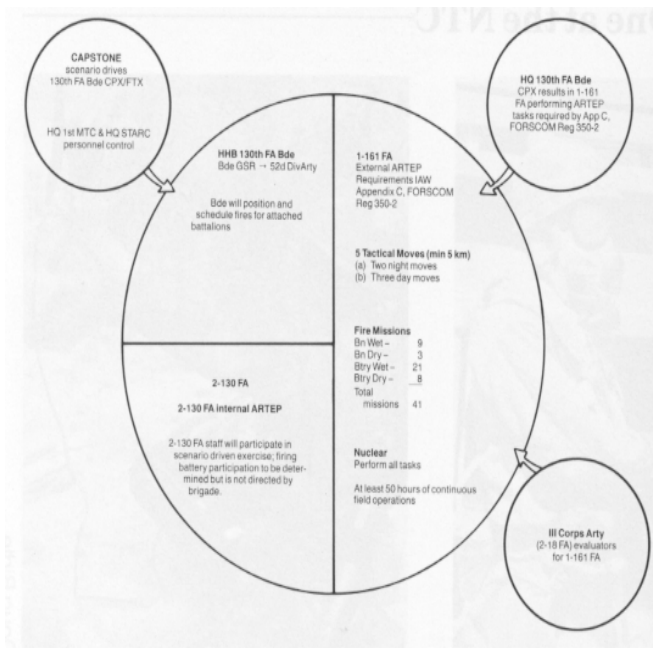 CAPSTONE
scenario drives
130th FA Bde CPX/FTX
HQ 1st MTC & HQ STARC
personnel control
HQ 130th FA Bde
CPX results in 1-161
FA performing ARTEP
tasks required by App C,
FORSCOM Reg 350-2
HHB 130th FA Bde
Bde GSR → 52d DivArty
Bde will position and
schedule fires for attached
battalions
1-161 FA
External ARTEP
Requirements IAW
Appendix C, FORSCOM
Reg 350-2
5 Tactical Moves (min 5 km)
(a) Two night moves
(b) Three day moves
Fire Missions
Bn Wet – 9
Bn Dry – 3
Btry Wet – 21
Btry Dry – 8
Total
missions 41
Nuclear
Perform all tasks
At least 50 hours of continuous
field operations
2-130 FA
2-130 FA internal ARTEP
2-130 FA staff will participate in
scenario driven exercise; firing
battery participation to be deter-
mined but is not directed by
brigade.
III Corps Arty
(2-18 FA) evaluators
for 1-161 FA
One at the NTC